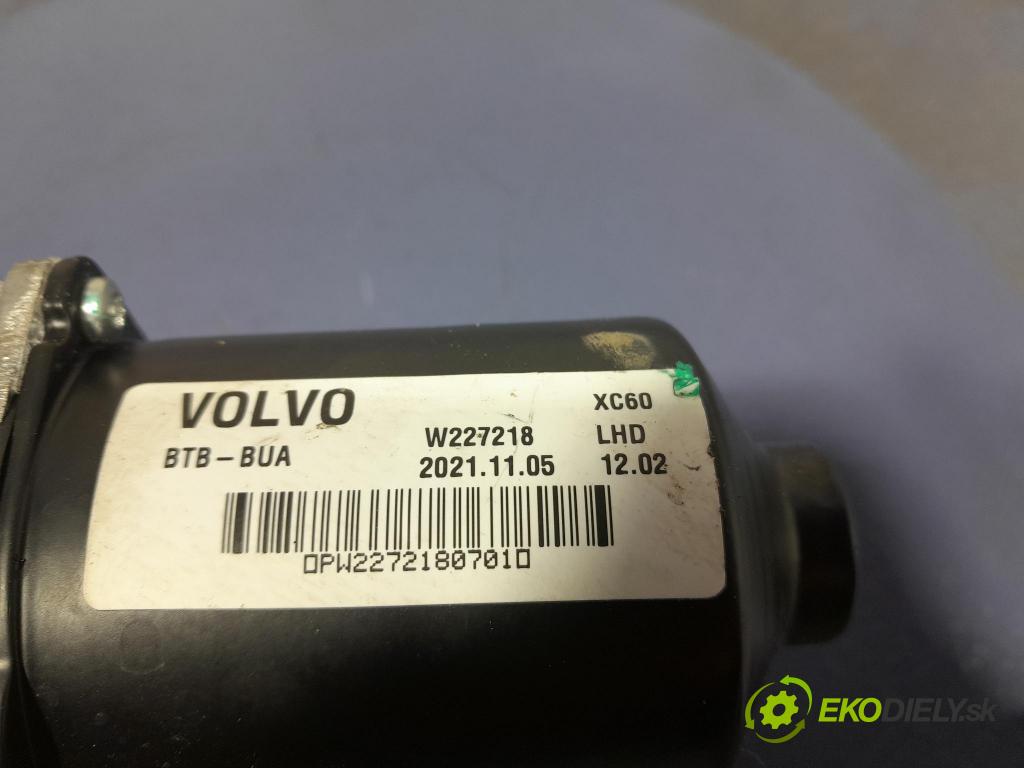 VOLVO
XC60
BTB-BUA
W227218
LHD
2021.11.05
12.02
▯PW2272180701▯
EKODIELY.sk